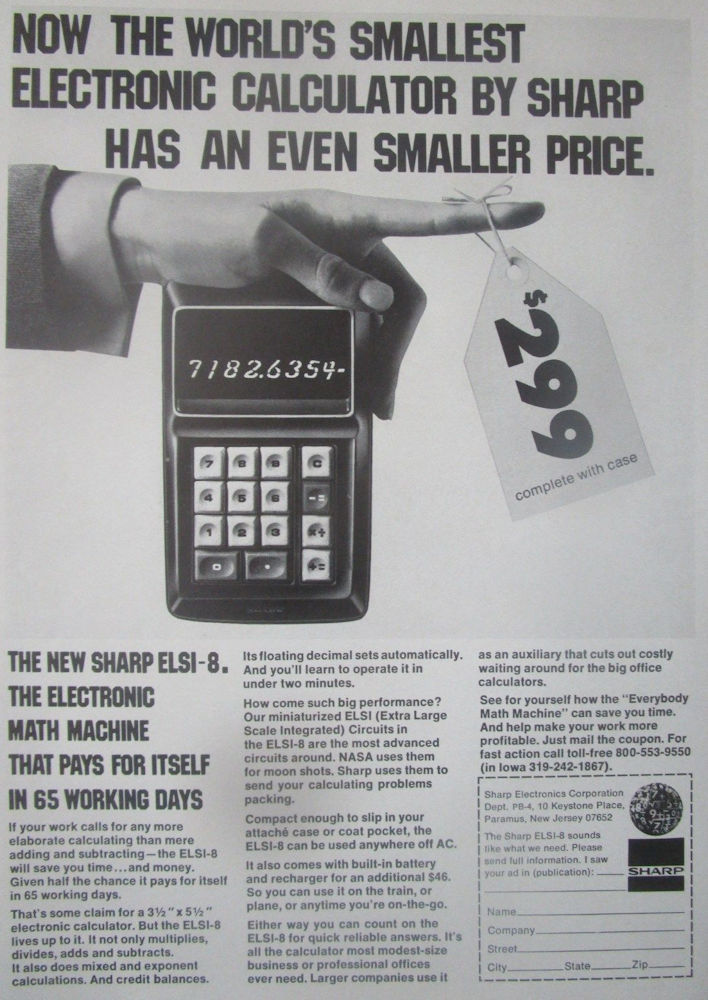 NOW THE WORLD'S SMALLEST
ELECTRONIC CALCULATOR BY SHARP
HAS AN EVEN SMALLER PRICE.
$299
complete with case
7182.6354-
7 8 9 C
4 5 6 -=
1 2 3 ×÷
0 . +=
THE NEW SHARP ELSI-8.
THE ELECTRONIC
MATH MACHINE
THAT PAYS FOR ITSELF
IN 65 WORKING DAYS
If your work calls for any more
elaborate calculating than mere
adding and subtracting—the ELSI-8
will save you time...and money.
Given half the chance it pays for itself
in 65 working days.
That's some claim for a 3½" x 5½"
electronic calculator. But the ELSI-8
lives up to it. It not only multiplies,
divides, adds and subtracts.
It also does mixed and exponent
calculations. And credit balances.
Its floating decimal sets automatically.
And you'll learn to operate it in
under two minutes.
How come such big performance?
Our miniaturized ELSI (Extra Large
Scale Integrated) Circuits in
the ELSI-8 are the most advanced
circuits around. NASA uses them
for moon shots. Sharp uses them to
send your calculating problems
packing.
Compact enough to slip in your
attaché case or coat pocket, the
ELSI-8 can be used anywhere off AC.
It also comes with built-in battery
and recharger for an additional $46.
So you can use it on the train, or
plane, or anytime you're on-the-go.
Either way you can count on the
ELSI-8 for quick reliable answers. It's
all the calculator most modest-size
business or professional offices
ever need. Larger companies use it
as an auxiliary that cuts out costly
waiting around for the big office
calculators.
See for yourself how the "Everybody
Math Machine" can save you time.
And help make your work more
profitable. Just mail the coupon. For
fast action call toll-free 800-553-9550
(in Iowa 319-242-1867).
Sharp Electronics Corporation
Dept. PB-4, 10 Keystone Place,
Paramus, New Jersey 07652
The Sharp ELSI-8 sounds
like what we need. Please
send full information. I saw
your ad in (publication):
SHARP
Name
Company
Street
City State Zip